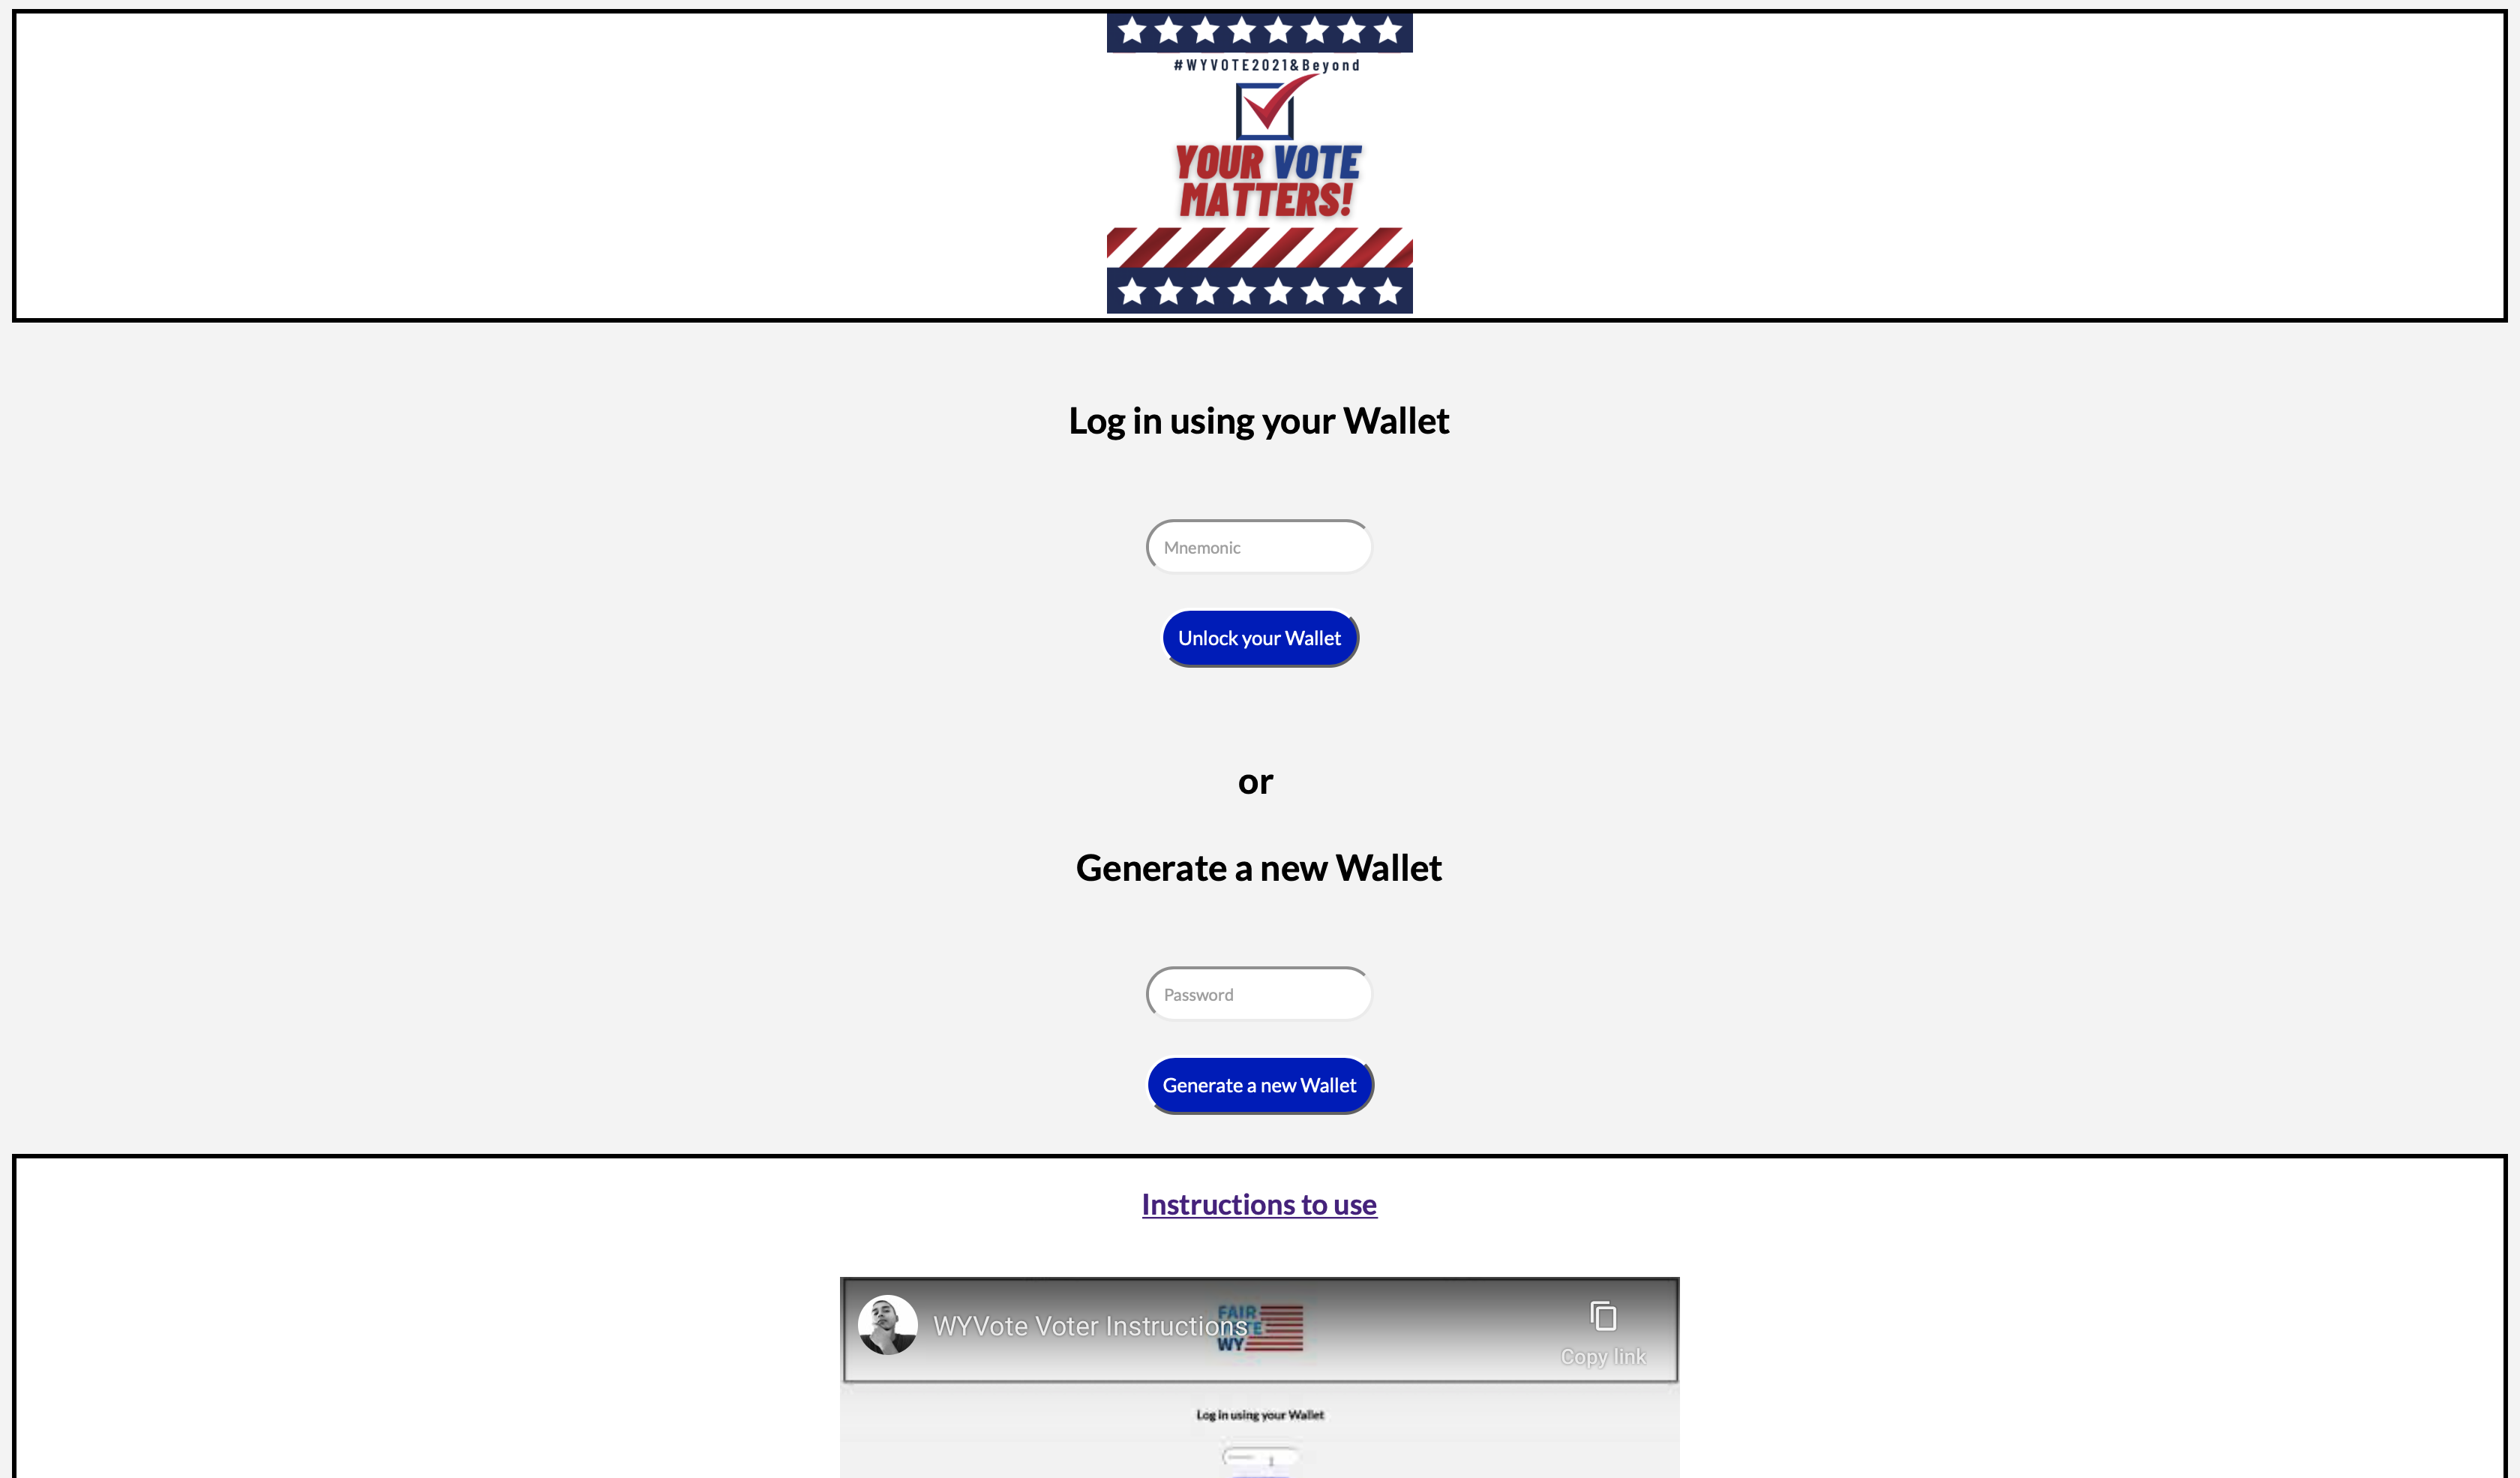 #WYVOTE2021&Beyond
YOUR VOTE
MATTERS!
Log in using your Wallet
Mnemonic
Unlock your Wallet
or
Generate a new Wallet
Password
Generate a new Wallet
Instructions to use
WYVote Voter Instructions
FAIR
WY
Copy link
Log in using your Wallet